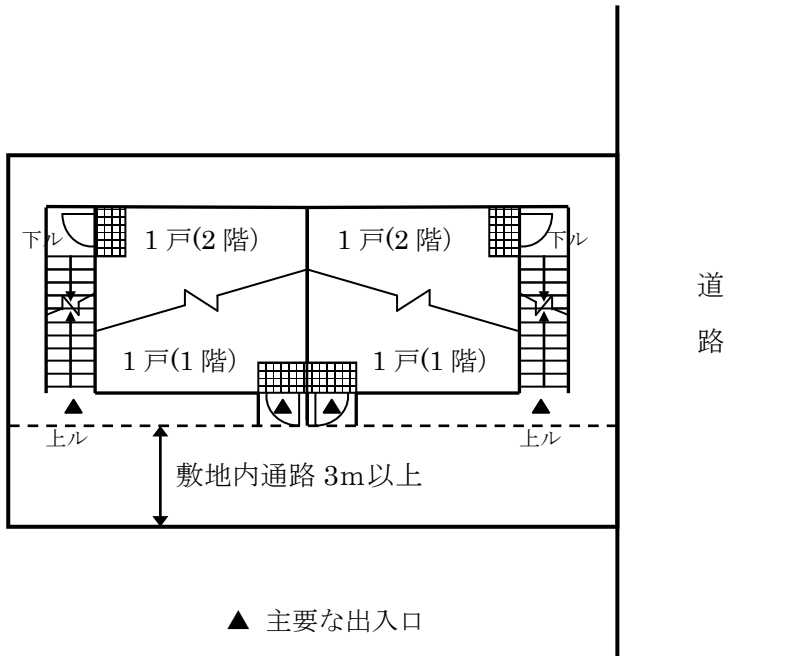 下ル
1戸(2 階)
1戸(2 階)
下ル
道
路
1戸(1 階)
1戸(1 階)
上ル
上ル
敷地内通路 3m以上
▲ 主要な出入口